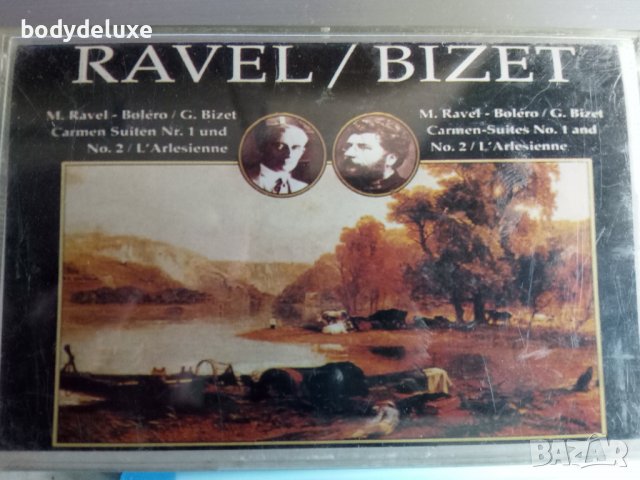 bodydeluxe
RAVEL / BIZET
M. Ravel - Boléro / G. Bizet
Carmen Suiten Nr. 1 und
No. 2 / L'Arlesienne
M. Ravel - Boléro / G. Bizet
Carmen-Suites No. 1 and
No. 2 / L'Arlesienne
BAZAR